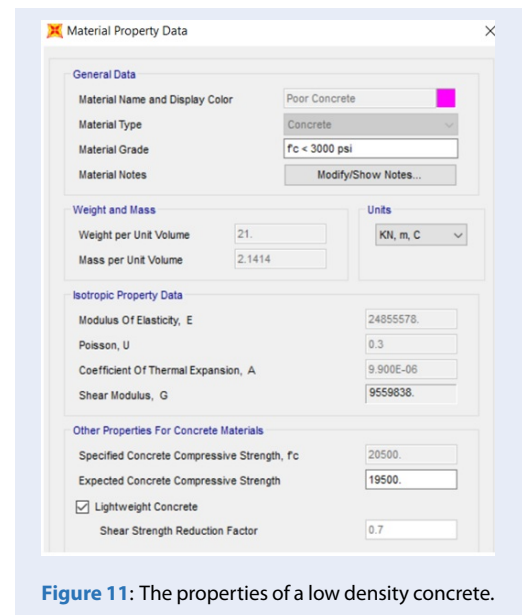 Material Property Data
General Data
Material Name and Display Color Poor Concrete
Material Type Concrete
Material Grade f'c < 3000 psi
Material Notes Modify/Show Notes...
Weight and Mass Units
Weight per Unit Volume 21. KN, m, C
Mass per Unit Volume 2.1414
Isotropic Property Data
Modulus Of Elasticity, E 24855578.
Poisson, U 0.3
Coefficient Of Thermal Expansion, A 9.900E-06
Shear Modulus, G 9559838.
Other Properties For Concrete Materials
Specified Concrete Compressive Strength, f'c 20500.
Expected Concrete Compressive Strength 19500.
Lightweight Concrete
Shear Strength Reduction Factor 0.7
Figure 11: The properties of a low density concrete.